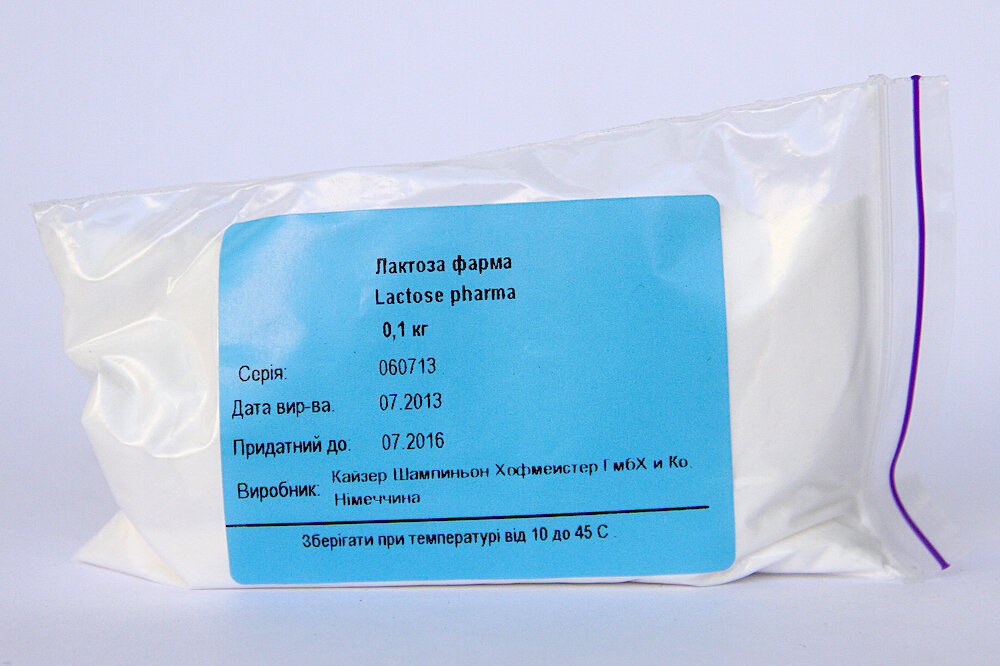 Лактоза фарма
Lactose pharma
0,1 кг
Серія: 060713
Дата вир-ва. 07.2013
Придатний до: 07.2016
Виробник: Кайзер Шампиньон Хофмеистер ГмбХ и Ко.
Німеччина
Зберігати при температурі від 10 до 45 С .